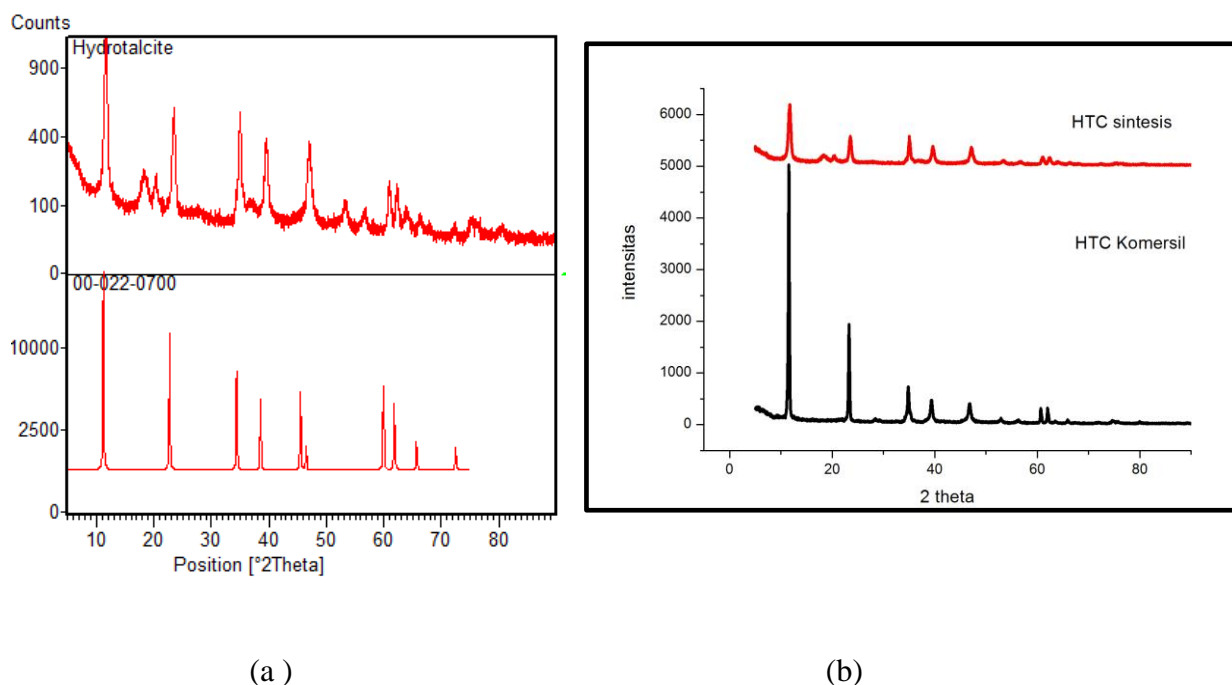 Counts
Hydrotalcite
900
400
100
0
00-022-0700
10000
2500
0
10 20 30 40 50 60 70 80
Position [°2Theta]
(a )
6000
5000
4000
3000
2000
1000
0
intensitas
HTC sintesis
HTC Komersil
0 20 40 60 80
2 theta
(b)